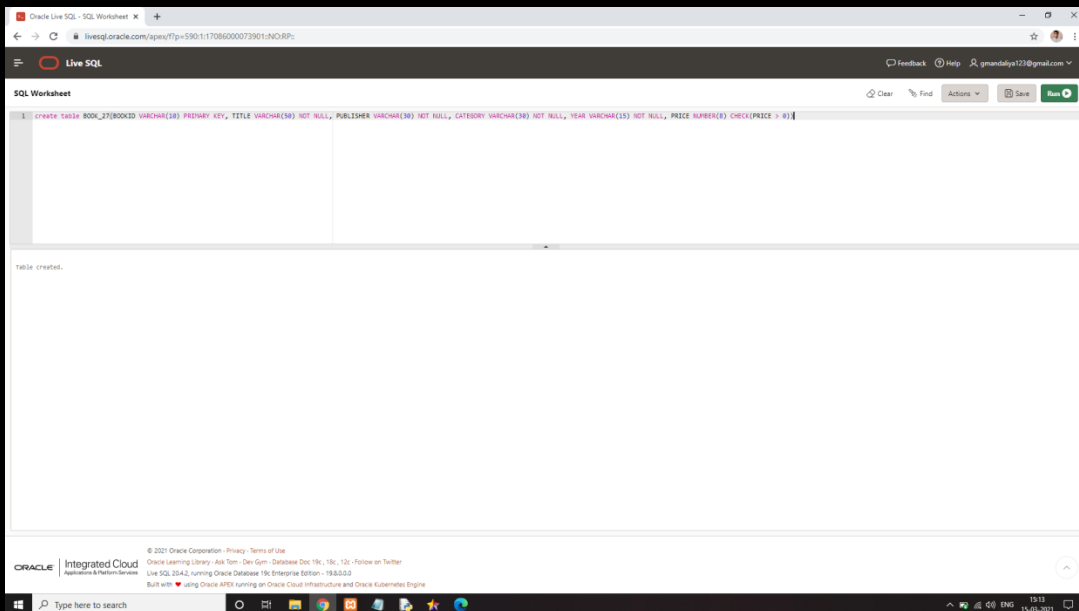 Oracle Live SQL - SQL Worksheet
livesql.oracle.com/apex/f?p=590:1:17086000073901::NO:RP::
Live SQL
Feedback
Help
gmandaliya123@gmail.com
SQL Worksheet
Clear
Find
Actions
Save
Run
1 create table BOOK_27(BOOKID VARCHAR(10) PRIMARY KEY, TITLE VARCHAR(50) NOT NULL, PUBLISHER VARCHAR(30) NOT NULL, CATEGORY VARCHAR(30) NOT NULL, YEAR VARCHAR(15) NOT NULL, PRICE NUMBER(8) CHECK(PRICE > 0))
Table created.
© 2021 Oracle Corporation · Privacy · Terms of Use
ORACLE Integrated Cloud
Applications & Platform Services
Oracle Learning Library · Ask Tom · Dev Gym · Database Doc 19c, 18c, 12c · Follow on Twitter
Live SQL 20.4.2, running Oracle Database 19c Enterprise Edition - 19.8.0.0.0
Built with ❤ using Oracle APEX running on Oracle Cloud Infrastructure and Oracle Kubernetes Engine
Type here to search
ENG
15:13
15-03-2021